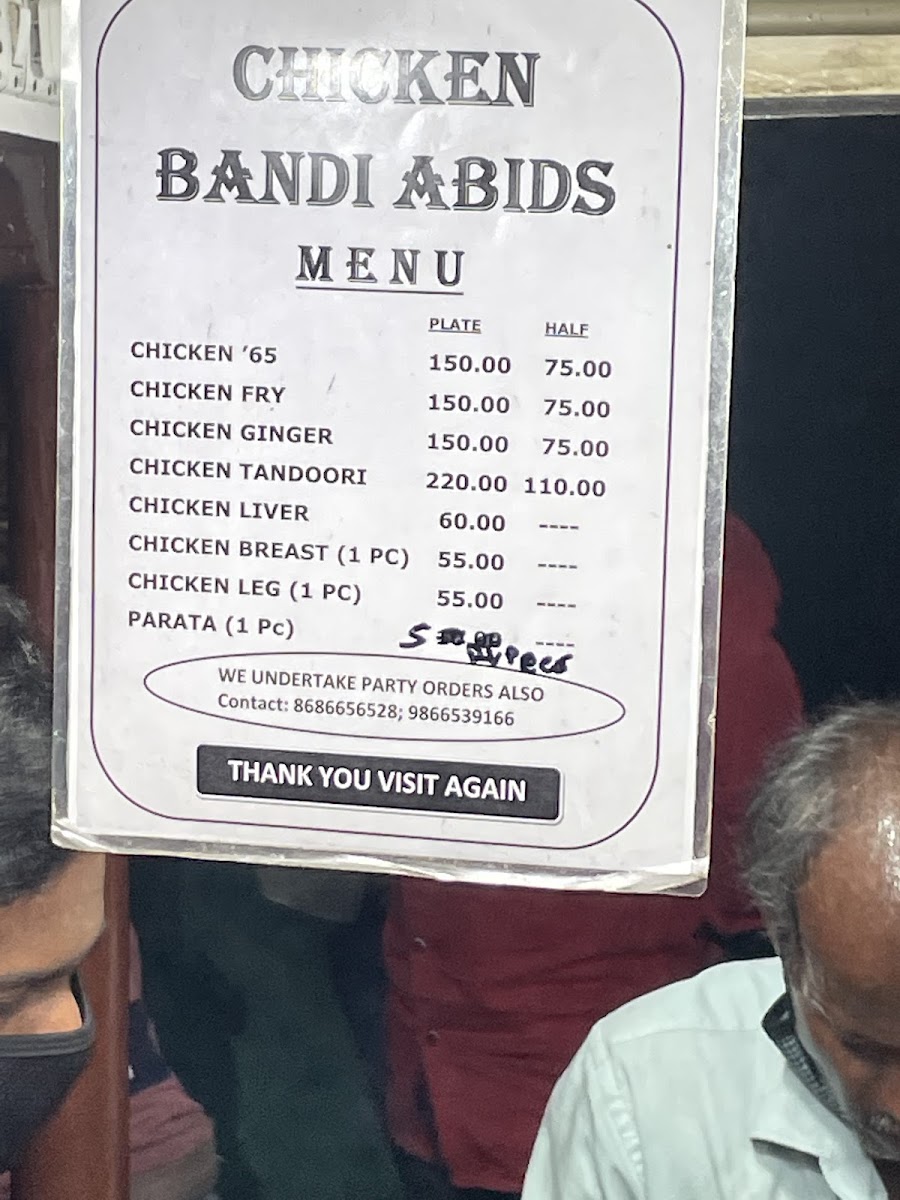 CHICKEN
BANDI ABIDS
MENU
PLATE HALF
CHICKEN '65 150.00 75.00
CHICKEN FRY 150.00 75.00
CHICKEN GINGER 150.00 75.00
CHICKEN TANDOORI 220.00 110.00
CHICKEN LIVER 60.00 ----
CHICKEN BREAST (1 PC) 55.00 ----
CHICKEN LEG (1 PC) 55.00 ----
PARATA (1 Pc) ----
WE UNDERTAKE PARTY ORDERS ALSO
Contact: 8686656528; 9866539166
THANK YOU VISIT AGAIN